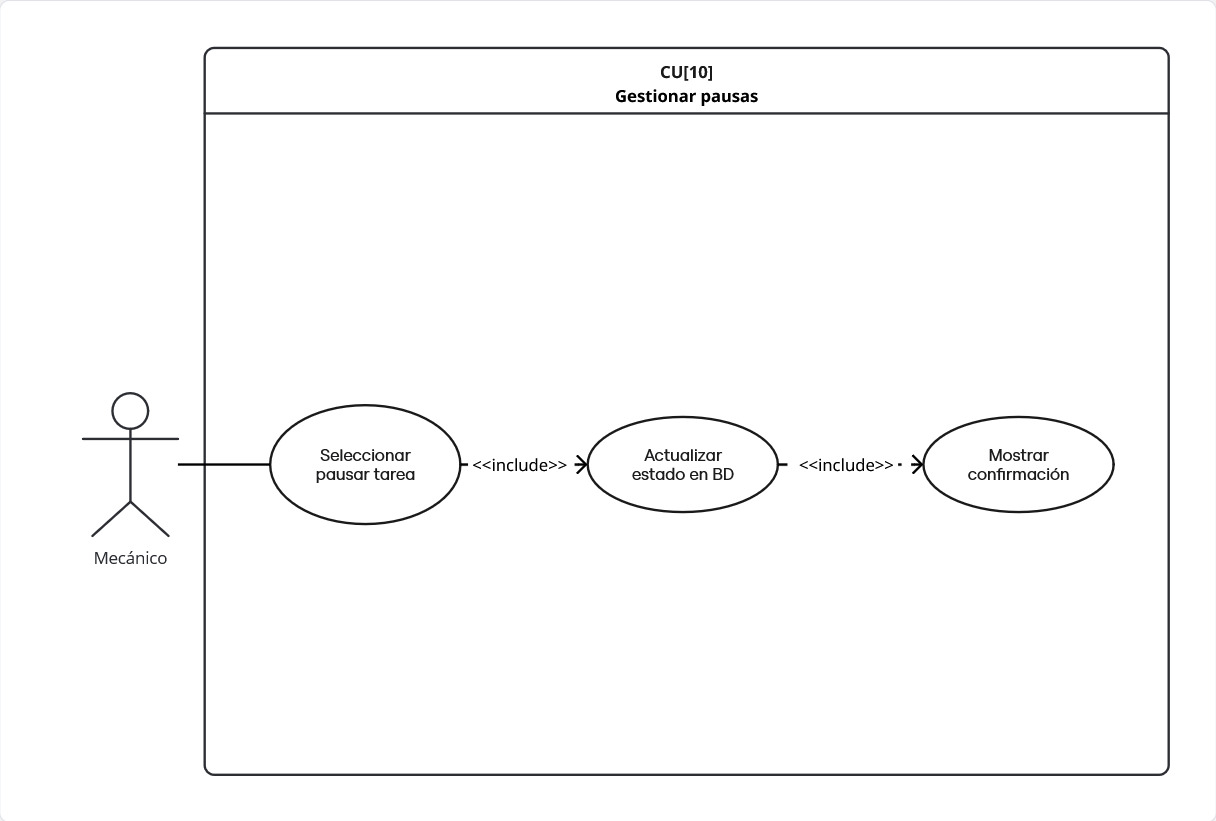 CU[10]
Gestionar pausas
Seleccionar
pausar tarea
<<include>>
Actualizar
estado en BD
<<include>>
Mostrar
confirmación
Mecánico